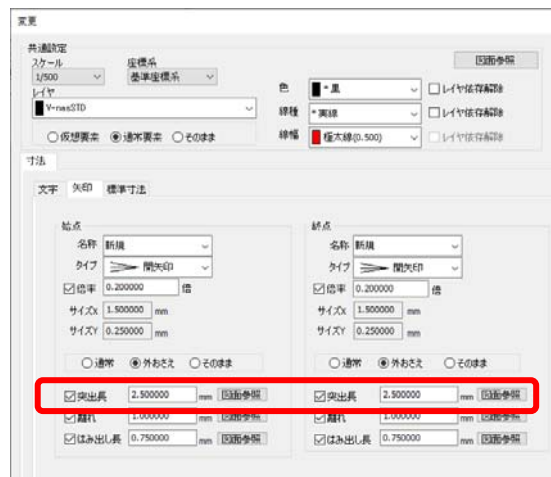 変更
共通設定
スケール 座標系 図面参照
1/500 基準座標系
レイヤ 色 *黒 レイヤ依存解除
V-nasSTD 線種 *実線 レイヤ依存解除
仮想要素 通常要素 そのまま 線幅 極太線(0.500) レイヤ依存解除
寸法
文字 矢印 標準寸法
始点 終点
名称 新規 名称 新規
タイプ 開矢印 タイプ 開矢印
倍率 0.200000 倍 倍率 0.200000 倍
サイズX 1.500000 mm サイズX 1.500000 mm
サイズY 0.250000 mm サイズY 0.250000 mm
通常 外おさえ そのまま 通常 外おさえ そのまま
突出長 2.500000 mm 図面参照 突出長 2.500000 mm 図面参照
離れ 1.000000 mm 図面参照 離れ 1.000000 mm 図面参照
はみ出し長 0.750000 mm 図面参照 はみ出し長 0.750000 mm 図面参照